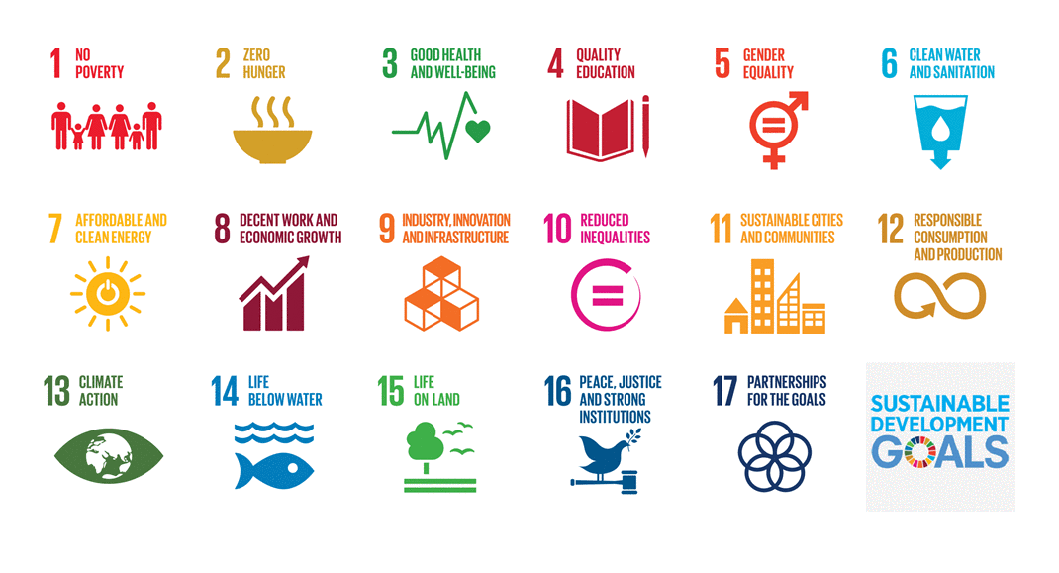 1 NO
POVERTY
2 ZERO
HUNGER
3 GOOD HEALTH
AND WELL-BEING
4 QUALITY
EDUCATION
5 GENDER
EQUALITY
6 CLEAN WATER
AND SANITATION
7 AFFORDABLE AND
CLEAN ENERGY
8 DECENT WORK AND
ECONOMIC GROWTH
9 INDUSTRY, INNOVATION
AND INFRASTRUCTURE
10 REDUCED
INEQUALITIES
11 SUSTAINABLE CITIES
AND COMMUNITIES
12 RESPONSIBLE
CONSUMPTION
AND PRODUCTION
13 CLIMATE
ACTION
14 LIFE
BELOW WATER
15 LIFE
ON LAND
16 PEACE, JUSTICE
AND STRONG
INSTITUTIONS
17 PARTNERSHIPS
FOR THE GOALS
SUSTAINABLE
DEVELOPMENT
GOALS